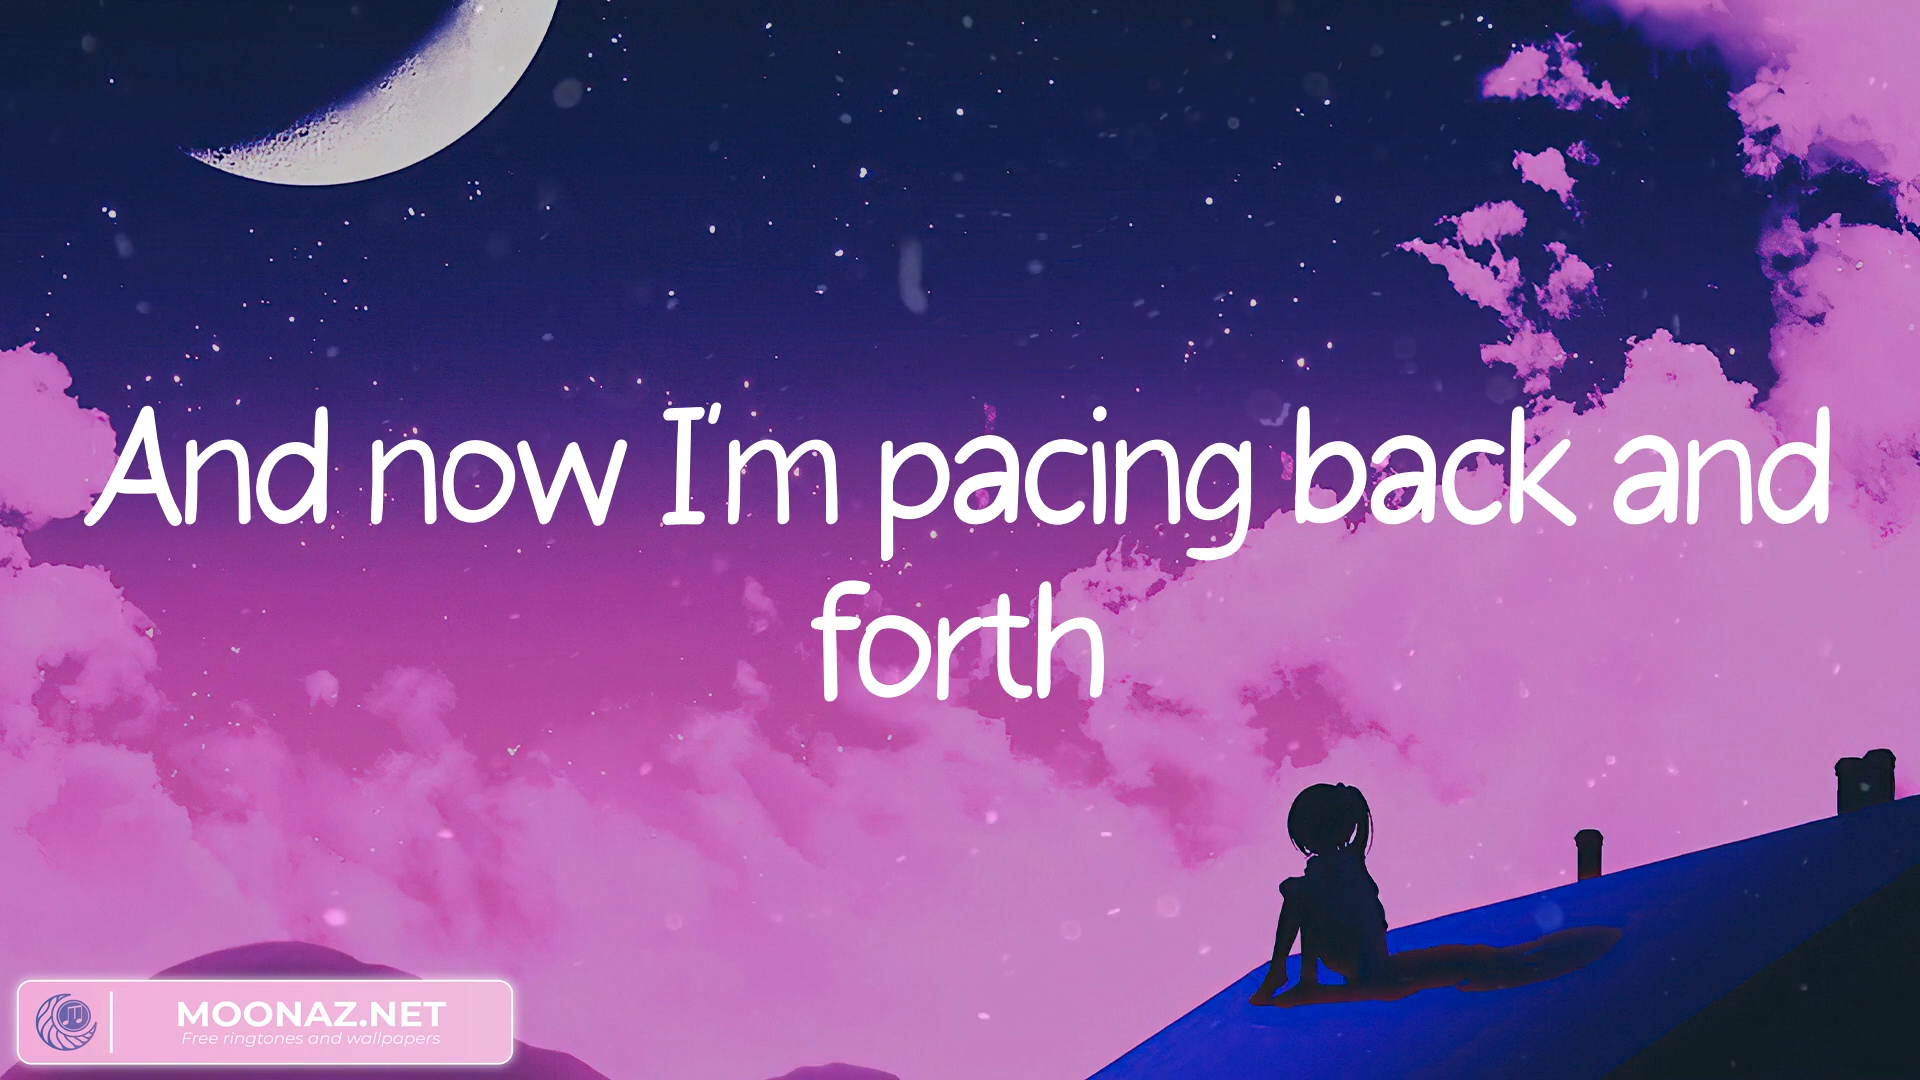 And now I'm pacing back and
forth
MOONAZ.NET
Free ringtones and wallpapers